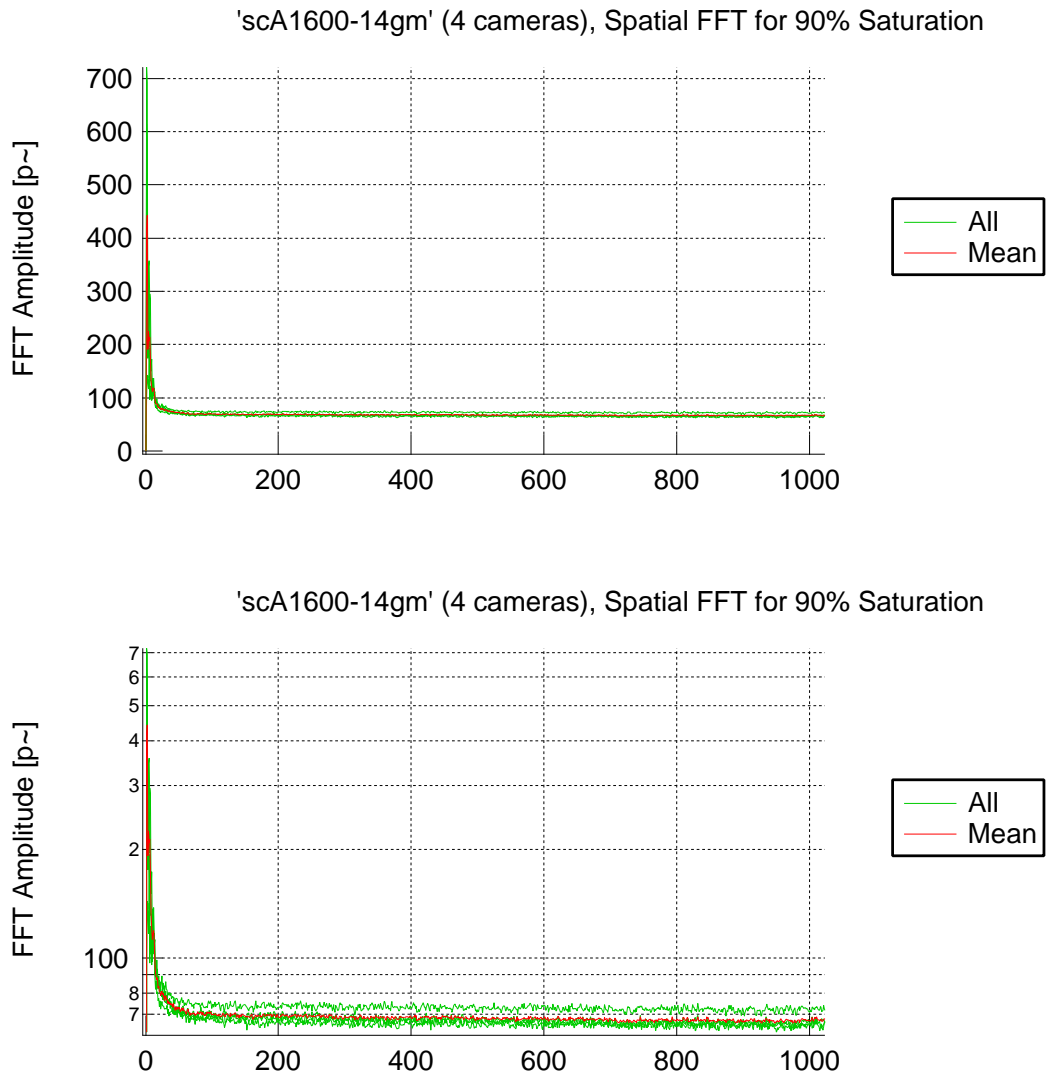 'scA1600-14gm' (4 cameras), Spatial FFT for 90% Saturation
FFT Amplitude [p~]
700
600
500
400
300
200
100
0
0 200 400 600 800 1000
All
Mean
'scA1600-14gm' (4 cameras), Spatial FFT for 90% Saturation
FFT Amplitude [p~]
7
6
5
4
3
2
100
8
7
0 200 400 600 800 1000
All
Mean